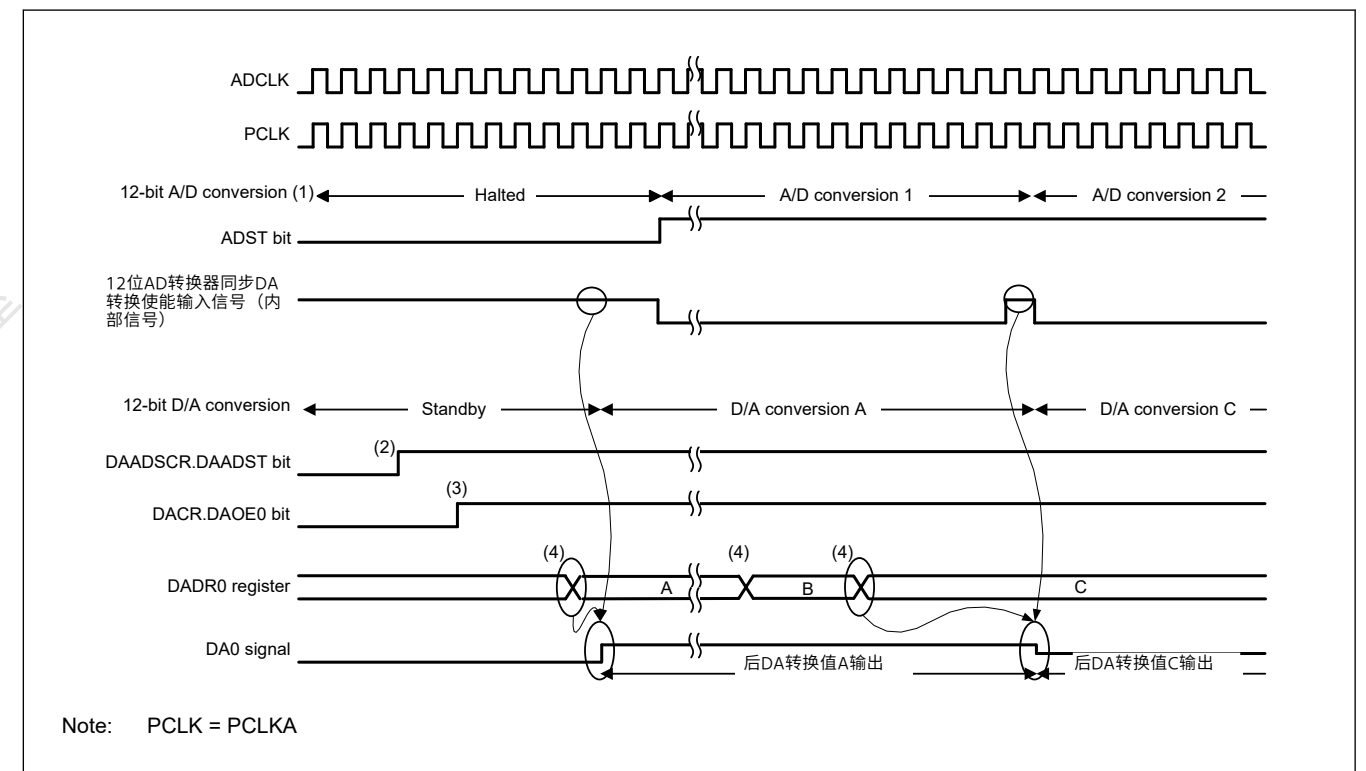 ADCLK
PCLK
12-bit A/D conversion (1)
Halted
A/D conversion 1
A/D conversion 2
ADST bit
12位AD转换器同步DA
转换使能输入信号（内
部信号）
12-bit D/A conversion
Standby
D/A conversion A
D/A conversion C
(2)
DAADSCR.DAADST bit
(3)
DACR.DAOE0 bit
(4)
(4)
(4)
DADR0 register
A
B
C
DA0 signal
后DA转换值A输出
后DA转换值C输出
Note: PCLK = PCLKA